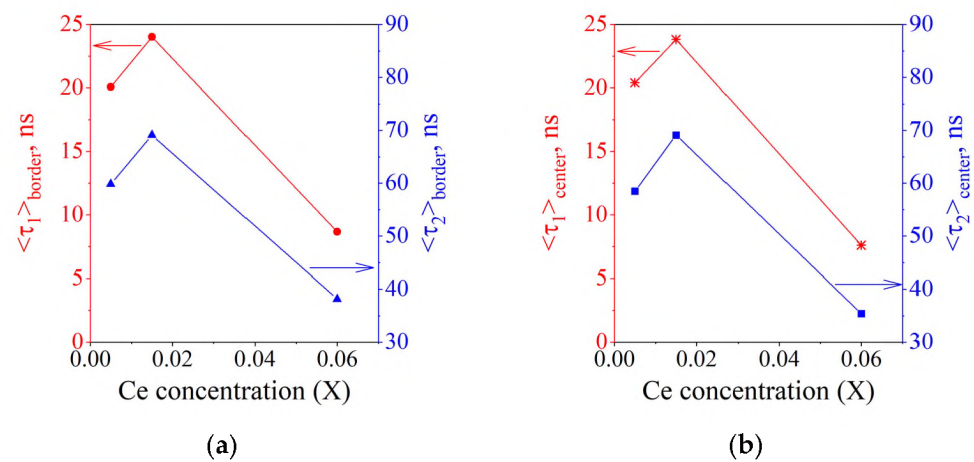 25
20
15
10
5
0
<τ₁>border, ns
90
80
70
60
50
40
30
<τ₂>border, ns
0.00 0.02 0.04 0.06
Ce concentration (X)
(a)
25
20
15
10
5
0
<τ₁>center, ns
90
80
70
60
50
40
30
<τ₂>center, ns
0.00 0.02 0.04 0.06
Ce concentration (X)
(b)